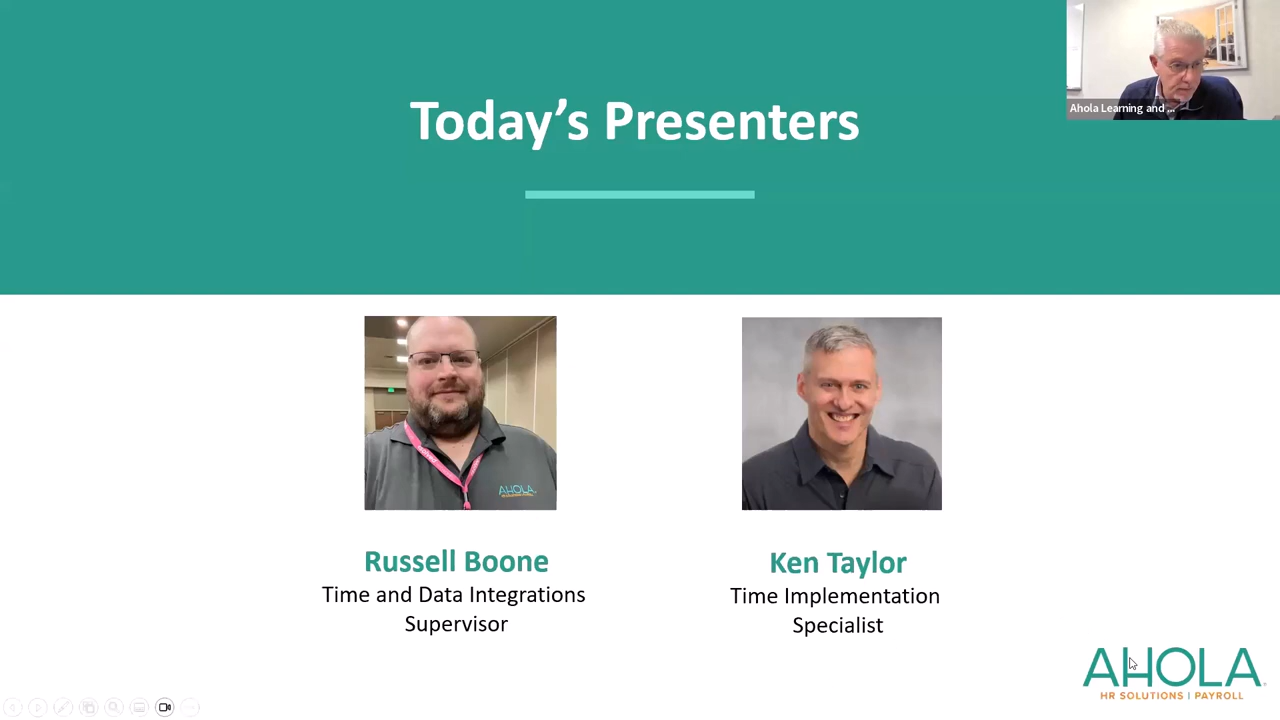 Today's Presenters
Ahola Learning and ...
AHOLA
Russell Boone
Time and Data Integrations
Supervisor
Ken Taylor
Time Implementation
Specialist
AHOLA
HR SOLUTIONS | PAYROLL